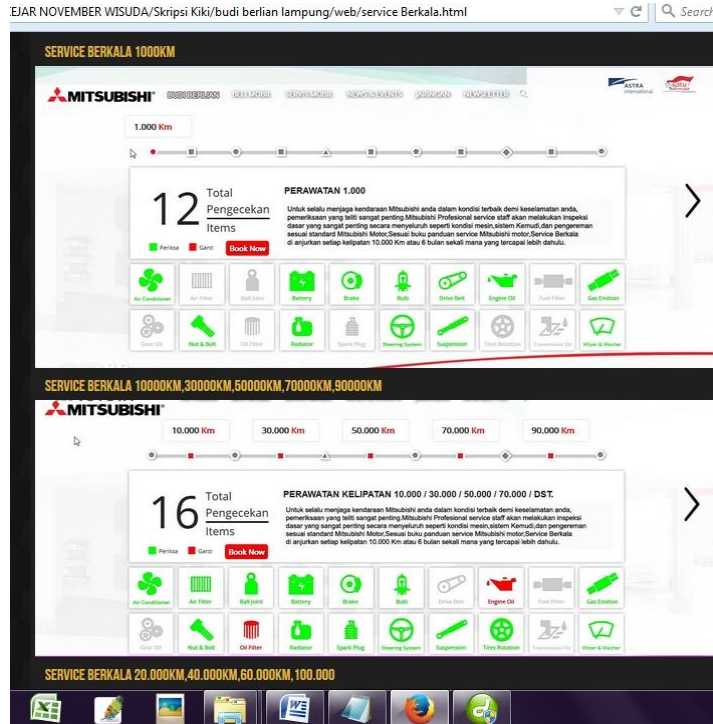 EJAR NOVEMBER WISUDA/Skripsi Kiki/budi berlian lampung/web/service Berkala.html
Search
SERVICE BERKALA 1000KM
MITSUBISHI
BUDI BERLIAN BELI MOBIL SERVIS MOBIL NEWS & EVENTS JARINGAN NEWSLETTER
ASTRA international
1.000 Km
12 Total Pengecekan Items
Periksa Ganti Book Now
PERAWATAN 1.000
Untuk selalu menjaga kendaraan Mitsubishi anda dalam kondisi terbaik demi keselamatan anda,
pemeriksaan yang teliti sangat penting.Mitsubishi Profesional service staff akan melakukan inspeksi
dasar yang sangat penting secara menyeluruh seperti kondisi mesin,sistem Kemudi,dan pengereman
sesuai standard Mitsubishi Motor,Sesuai buku panduan service Mitsubishi motor,Service Berkala
di anjurkan setiap kelipatan 10.000 Km atau 6 bulan sekali mana yang tercapai lebih dahulu.
Air Conditioner Air Filter Ball Joint Battery Brake Bulb Drive Belt Engine Oil Fuel Filter Gas Emition
Gear Oil Nut & Bolt Oil Filter Radiator Spark Plug Steering System Suspension Tires Rotation Transmission Oil Wiper & Washer
SERVICE BERKALA 10000KM,30000KM,50000KM,70000KM,90000KM
MITSUBISHI
10.000 Km 30.000 Km 50.000 Km 70.000 Km 90.000 Km
16 Total Pengecekan Items
Periksa Ganti Book Now
PERAWATAN KELIPATAN 10.000 / 30.000 / 50.000 / 70.000 / DST.
Untuk selalu menjaga kendaraan Mitsubishi anda dalam kondisi terbaik demi keselamatan anda,
pemeriksaan yang teliti sangat penting.Mitsubishi Profesional service staff akan melakukan inspeksi
dasar yang sangat penting secara menyeluruh seperti kondisi mesin,sistem Kemudi,dan pengereman
sesuai standard Mitsubishi Motor,Sesuai buku panduan service Mitsubishi motor,Service Berkala
di anjurkan setiap kelipatan 10.000 Km atau 6 bulan sekali mana yang tercapai lebih dahulu.
Air Conditioner Air Filter Ball Joint Battery Brake Bulb Drive Belt Engine Oil Fuel Filter Gas Emition
Gear Oil Nut & Bolt Oil Filter Radiator Spark Plug Steering System Suspension Tires Rotation Transmission Oil Wiper & Washer
SERVICE BERKALA 20.000KM,40.000KM,60.000KM,100.000